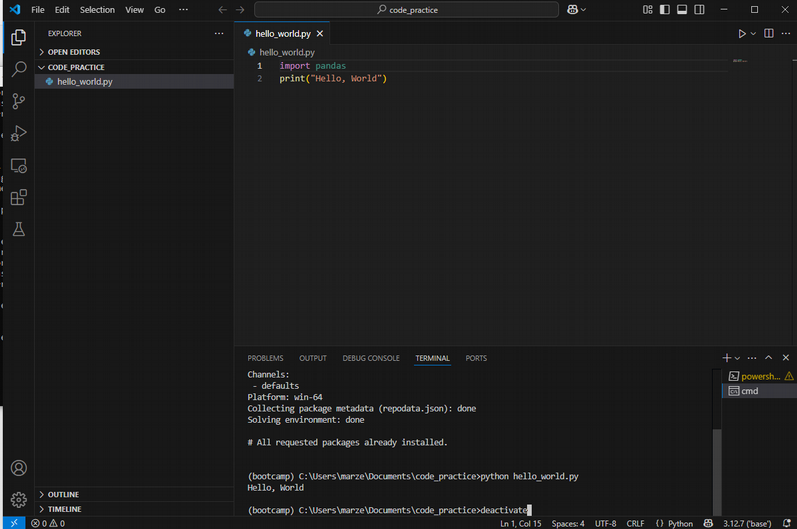 File Edit Selection View Go ··· code_practice
EXPLORER ···
OPEN EDITORS
CODE_PRACTICE
hello_world.py
hello_world.py
hello_world.py
1 import pandas
2 print("Hello, World")
PROBLEMS OUTPUT DEBUG CONSOLE TERMINAL PORTS
Channels:
- defaults
Platform: win-64
Collecting package metadata (repodata.json): done
Solving environment: done
# All requested packages already installed.
(bootcamp) C:\Users\marze\Documents\code_practice>python hello_world.py
Hello, World
(bootcamp) C:\Users\marze\Documents\code_practice>deactivate
powersh...
cmd
OUTLINE
TIMELINE
0 0 Ln 1, Col 15 Spaces: 4 UTF-8 CRLF { } Python 3.12.7 ('base')